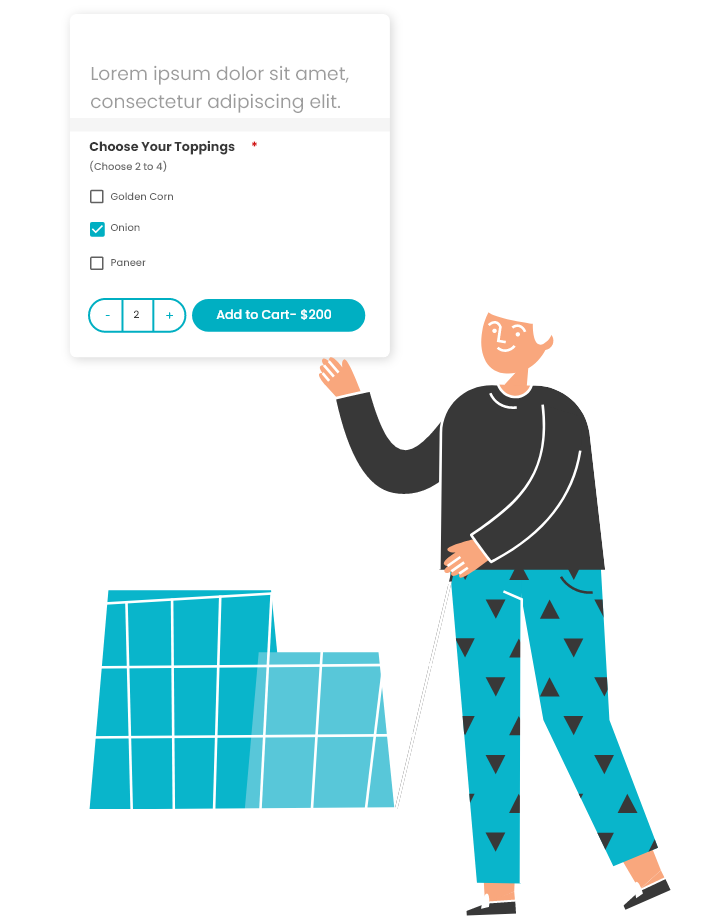 Lorem ipsum dolor sit amet,
consectetur adipiscing elit.
Choose Your Toppings *
(Choose 2 to 4)
Golden Corn
Onion
Paneer
- 2 + Add to Cart- $200